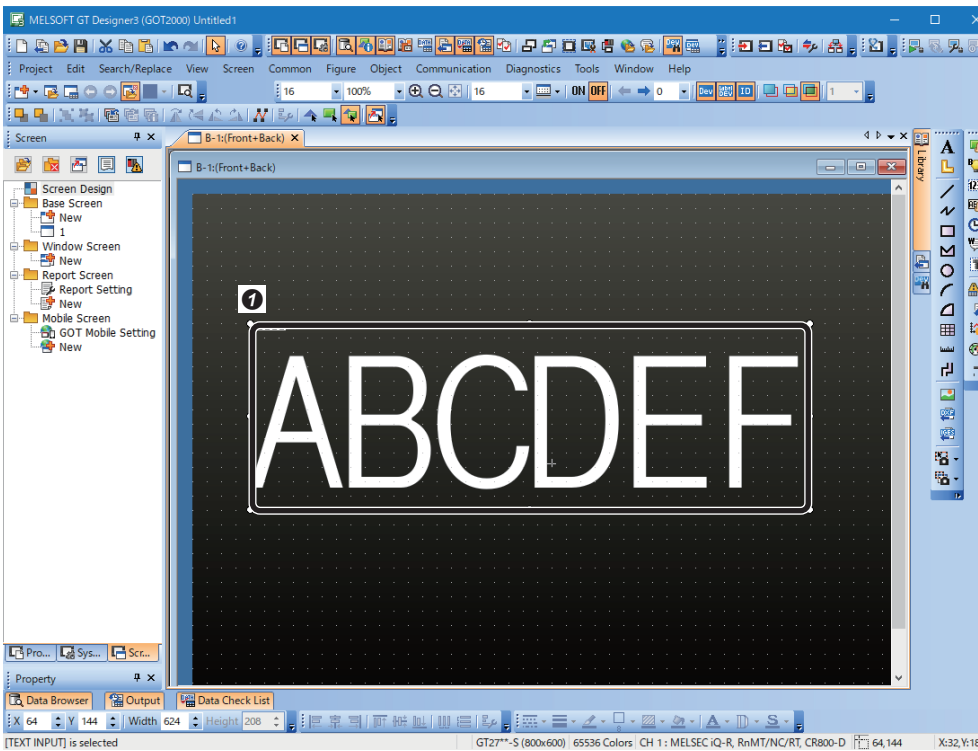 MELSOFT GT Designer3 (GOT2000) Untitled1
Project Edit Search/Replace View Screen Common Figure Object Communication Diagnostics Tools Window Help
16 100% 16 ON OFF 0 Dev ID 1
Screen
B-1:(Front+Back)
Library
B-1:(Front+Back)
Screen Design
Base Screen
New
1
Window Screen
New
Report Screen
Report Setting
New
Mobile Screen
GOT Mobile Setting
New
1
ABCDEF
Pro... Sys... Scr...
Property
Data Browser Output Data Check List
X 64 Y 144 Width 624 Height 208
[TEXT INPUT] is selected GT27**-S (800x600) 65536 Colors CH 1 : MELSEC iQ-R, RnMT/NC/RT, CR800-D 64,144 X:32,Y:18